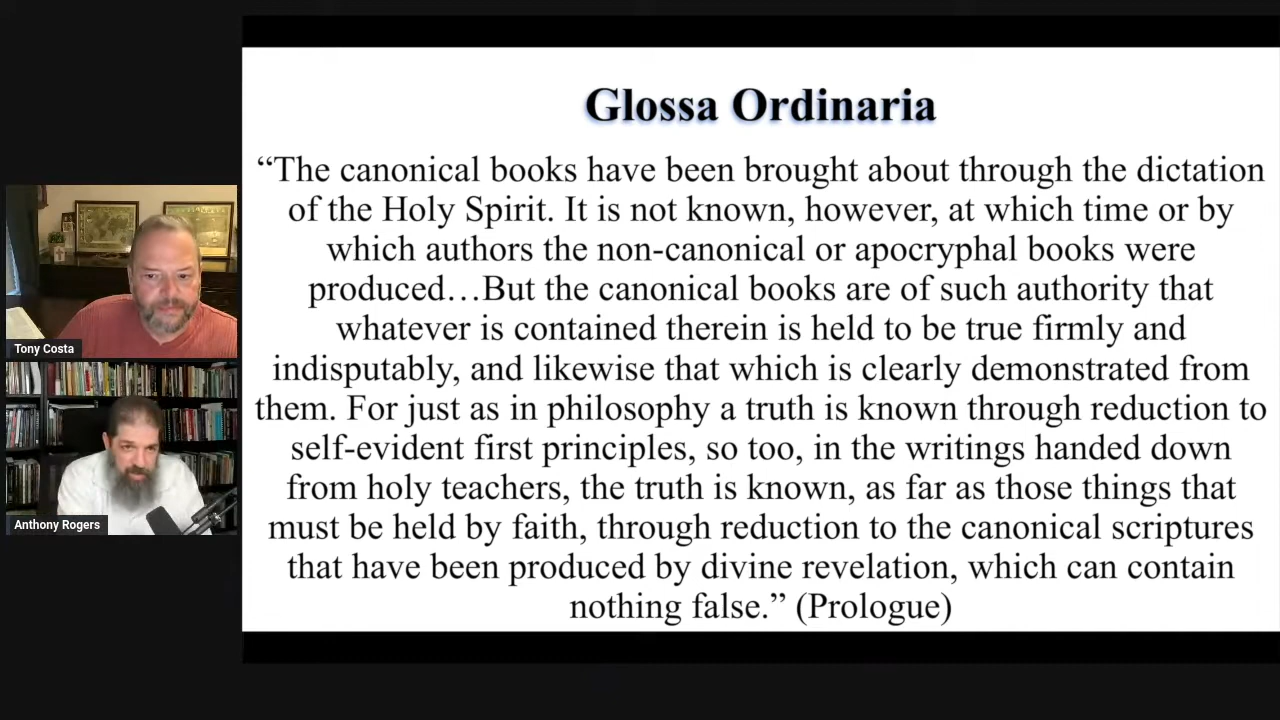 Glossa Ordinaria
“The canonical books have been brought about through the dictation
of the Holy Spirit. It is not known, however, at which time or by
which authors the non-canonical or apocryphal books were
produced…But the canonical books are of such authority that
whatever is contained therein is held to be true firmly and
indisputably, and likewise that which is clearly demonstrated from
them. For just as in philosophy a truth is known through reduction to
self-evident first principles, so too, in the writings handed down
from holy teachers, the truth is known, as far as those things that
must be held by faith, through reduction to the canonical scriptures
that have been produced by divine revelation, which can contain
nothing false.” (Prologue)
Tony Costa
Anthony Rogers